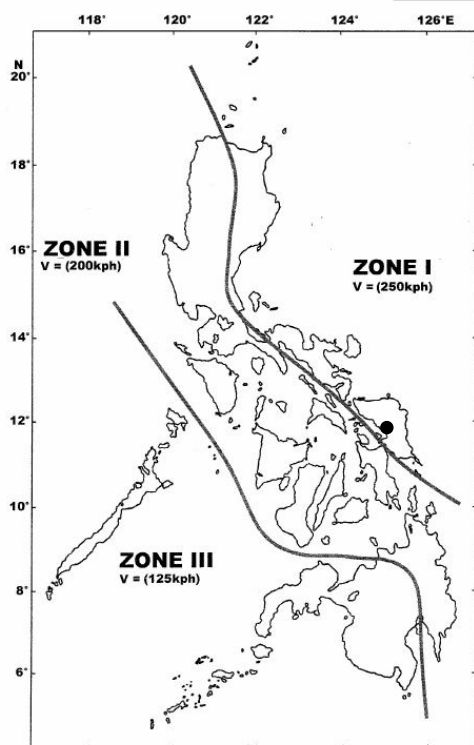 118° 120° 122° 124° 126°E
N
20°
18°
16°
14°
12°
10°
8°
6°
ZONE II
V = (200kph)
ZONE I
V = (250kph)
ZONE III
V = (125kph)